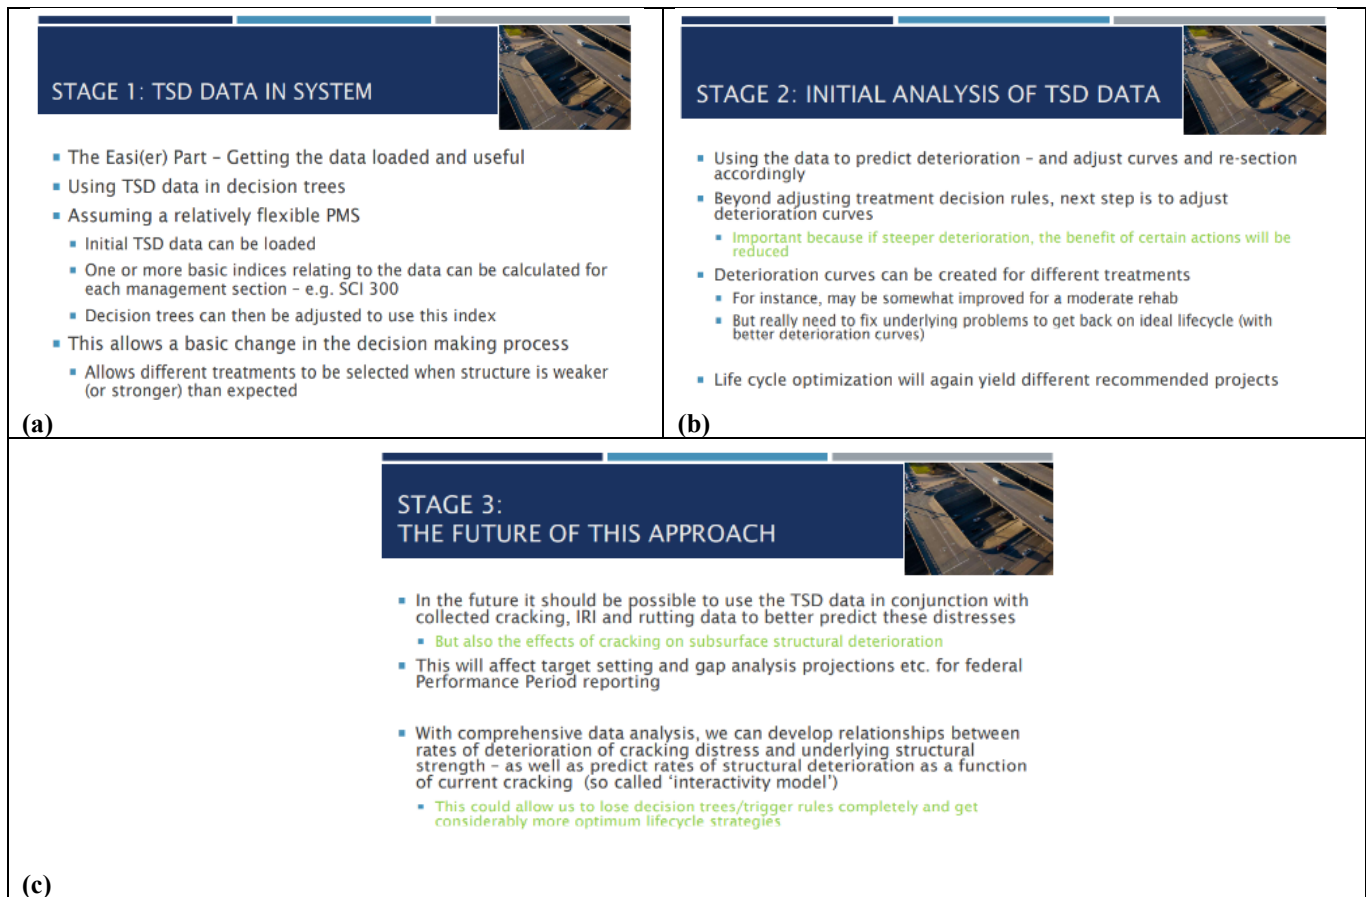 STAGE 1: TSD DATA IN SYSTEM
▪ The Easi(er) Part – Getting the data loaded and useful
▪ Using TSD data in decision trees
▪ Assuming a relatively flexible PMS
▪ Initial TSD data can be loaded
▪ One or more basic indices relating to the data can be calculated for
each management section – e.g. SCI 300
▪ Decision trees can then be adjusted to use this index
▪ This allows a basic change in the decision making process
▪ Allows different treatments to be selected when structure is weaker
(or stronger) than expected
(a)
STAGE 2: INITIAL ANALYSIS OF TSD DATA
▪ Using the data to predict deterioration – and adjust curves and re-section
accordingly
▪ Beyond adjusting treatment decision rules, next step is to adjust
deterioration curves
▪ Important because if steeper deterioration, the benefit of certain actions will be
reduced
▪ Deterioration curves can be created for different treatments
▪ For instance, may be somewhat improved for a moderate rehab
▪ But really need to fix underlying problems to get back on ideal lifecycle (with
better deterioration curves)
▪ Life cycle optimization will again yield different recommended projects
(b)
STAGE 3:
THE FUTURE OF THIS APPROACH
▪ In the future it should be possible to use the TSD data in conjunction with
collected cracking, IRI and rutting data to better predict these distresses
▪ But also the effects of cracking on subsurface structural deterioration
▪ This will affect target setting and gap analysis projections etc. for federal
Performance Period reporting
▪ With comprehensive data analysis, we can develop relationships between
rates of deterioration of cracking distress and underlying structural
strength – as well as predict rates of structural deterioration as a function
of current cracking (so called ‘interactivity model’)
▪ This could allow us to lose decision trees/trigger rules completely and get
considerably more optimum lifecycle strategies
(c)